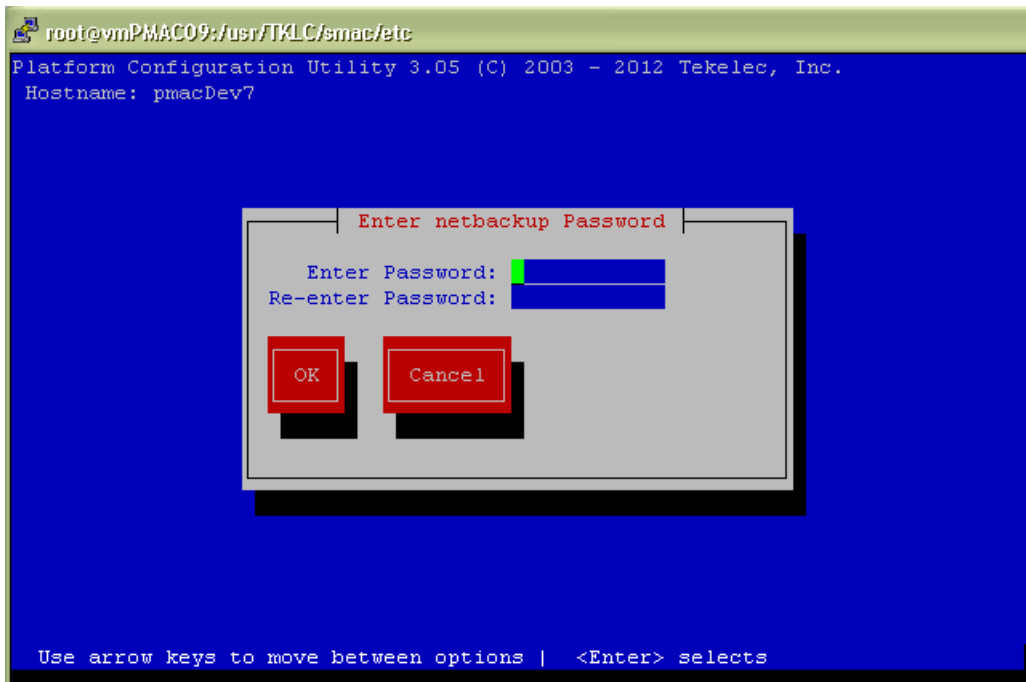 root@vmPMAC09:/usr/TKLC/smac/etc
Platform Configuration Utility 3.05 (C) 2003 - 2012 Tekelec, Inc.
Hostname: pmacDev7
Enter netbackup Password
Enter Password:
Re-enter Password:
OK Cancel
Use arrow keys to move between options | <Enter> selects